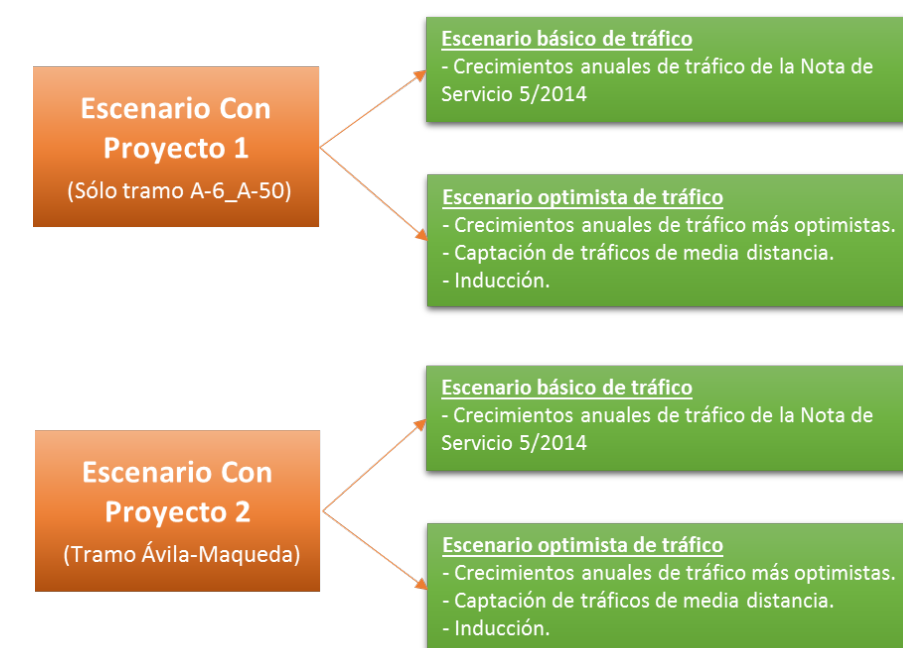 Escenario Con
Proyecto 1
(Sólo tramo A-6_A-50)
Escenario básico de tráfico
- Crecimientos anuales de tráfico de la Nota de
Servicio 5/2014
Escenario optimista de tráfico
- Crecimientos anuales de tráfico más optimistas.
- Captación de tráficos de media distancia.
- Inducción.
Escenario Con
Proyecto 2
(Tramo Ávila-Maqueda)
Escenario básico de tráfico
- Crecimientos anuales de tráfico de la Nota de
Servicio 5/2014
Escenario optimista de tráfico
- Crecimientos anuales de tráfico más optimistas.
- Captación de tráficos de media distancia.
- Inducción.